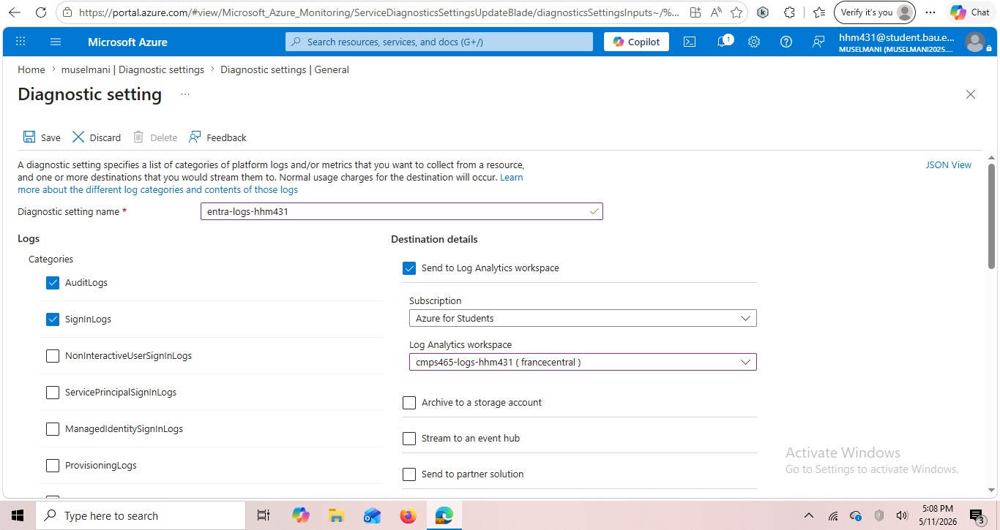 https://portal.azure.com/#view/Microsoft_Azure_Monitoring/ServiceDiagnosticsSettingsUpdateBlade/diagnosticsSettingsInputs~/%...
Verify it's you
Chat
Microsoft Azure
Search resources, services, and docs (G+/)
Copilot
1
hhm431@student.bau.e...
MUSELMANI (MUSELMANI2025....
Home > muselmani | Diagnostic settings > Diagnostic settings | General
Diagnostic setting ...
Save Discard Delete Feedback
A diagnostic setting specifies a list of categories of platform logs and/or metrics that you want to collect from a resource,
and one or more destinations that you would stream them to. Normal usage charges for the destination will occur. Learn
more about the different log categories and contents of those logs
JSON View
Diagnostic setting name *
entra-logs-hhm431
Logs
Categories
AuditLogs
SignInLogs
NonInteractiveUserSignInLogs
ServicePrincipalSignInLogs
ManagedIdentitySignInLogs
ProvisioningLogs
Destination details
Send to Log Analytics workspace
Subscription
Azure for Students
Log Analytics workspace
cmps465-logs-hhm431 ( francecentral )
Archive to a storage account
Stream to an event hub
Send to partner solution
Activate Windows
Go to Settings to activate Windows.
Type here to search
5:08 PM
5/11/2026
3